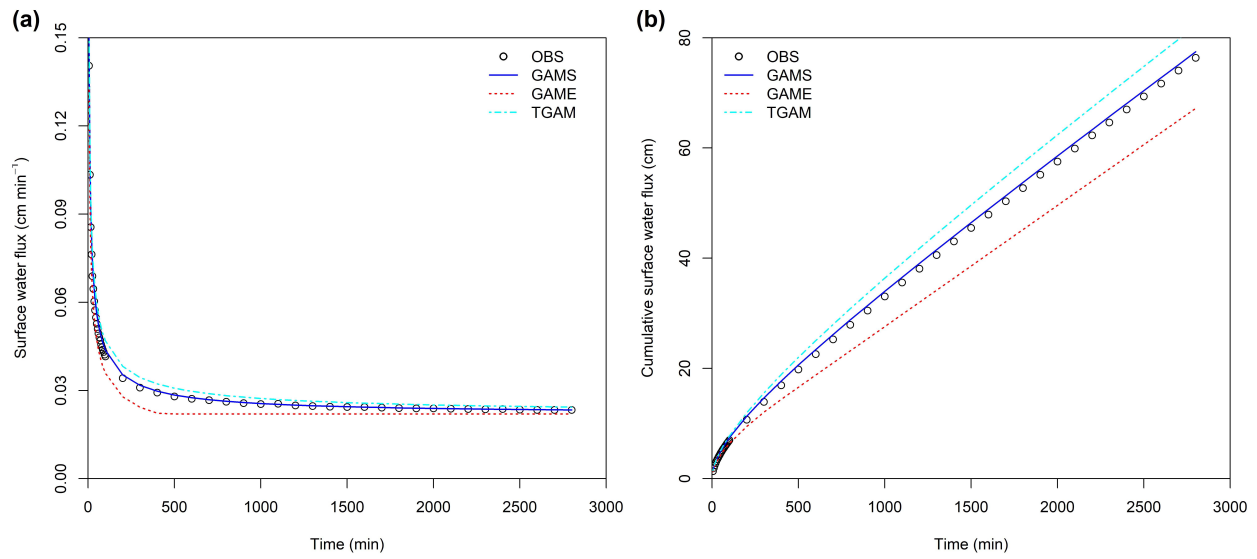 (a)
0.15
0.12
0.09
0.06
0.03
0.00
Surface water flux (cm min⁻¹)
0
500
1000
1500
2000
2500
3000
Time (min)
OBS
GAMS
GAME
TGAM
(b)
80
60
40
20
0
Cumulative surface water flux (cm)
0
500
1000
1500
2000
2500
3000
Time (min)
OBS
GAMS
GAME
TGAM